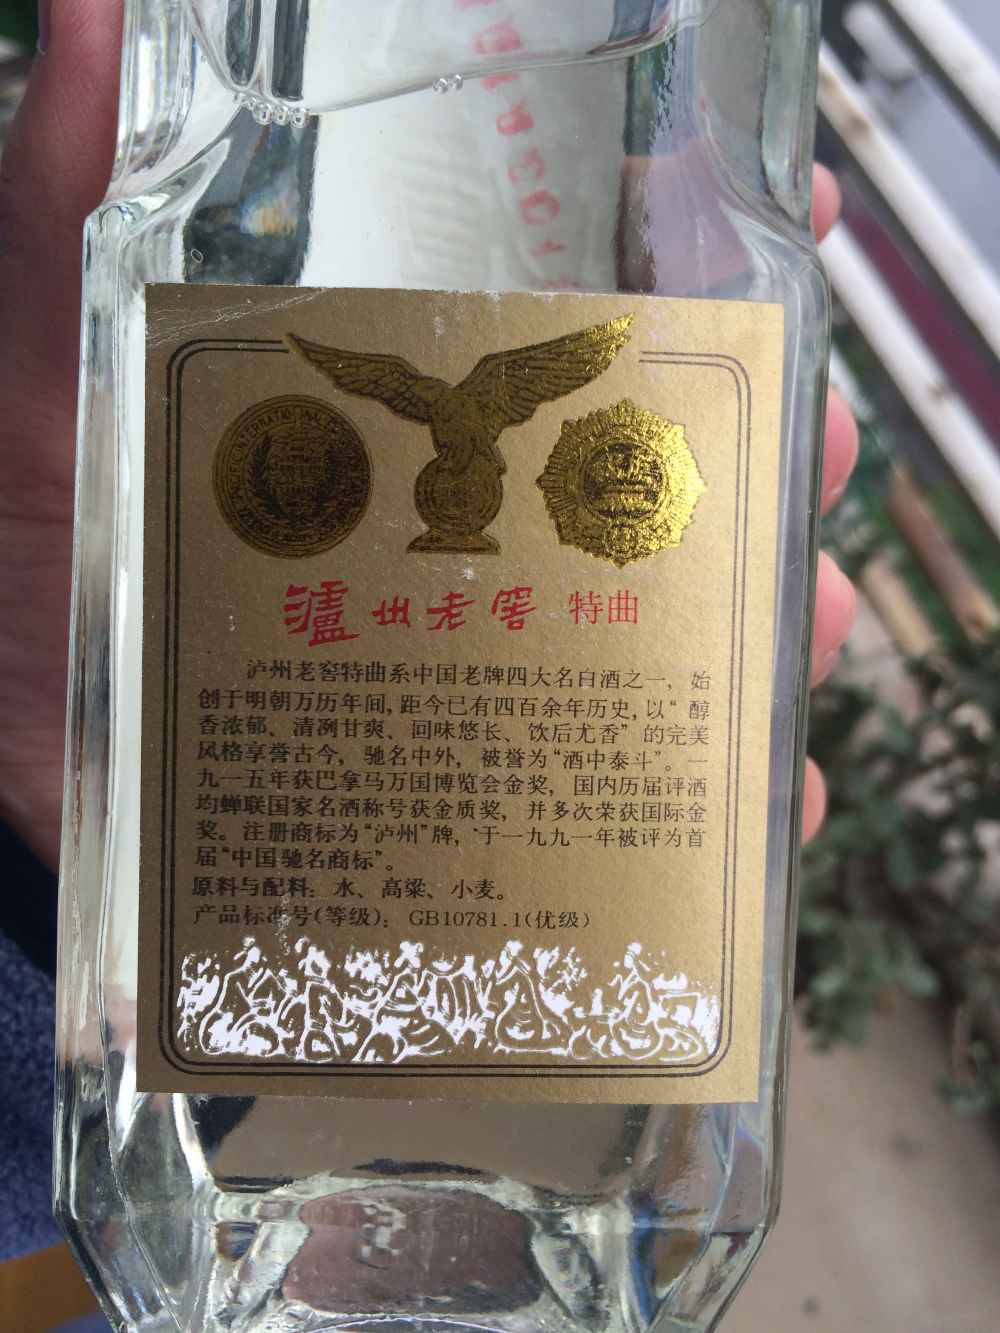 INTERNATIONAL
泸州老窖 特曲
泸州老窖特曲系中国老牌四大名白酒之一, 始
创于明朝万历年间, 距今已有四百余年历史, 以“醇
香浓郁、清冽甘爽、回味悠长、饮后尤香”的完美
风格享誉古今, 驰名中外, 被誉为“酒中泰斗”。一
九一五年获巴拿马万国博览会金奖, 国内历届评酒
均蝉联国家名酒称号获金质奖, 并多次荣获国际金
奖。注册商标为“泸州”牌, 于一九九一年被评为首
届“中国驰名商标”。
原料与配料: 水、高粱、小麦。
产品标准号(等级): GB10781.1(优级)